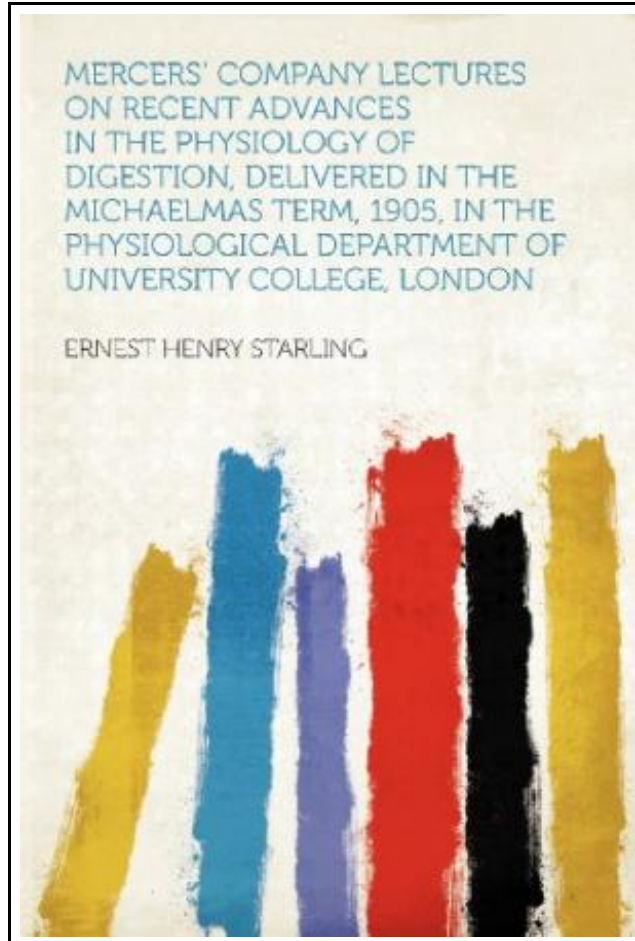 MERCERS' COMPANY LECTURES
ON RECENT ADVANCES
IN THE PHYSIOLOGY OF
DIGESTION, DELIVERED IN THE
MICHAELMAS TERM, 1905, IN THE
PHYSIOLOGICAL DEPARTMENT OF
UNIVERSITY COLLEGE, LONDON
ERNEST HENRY STARLING